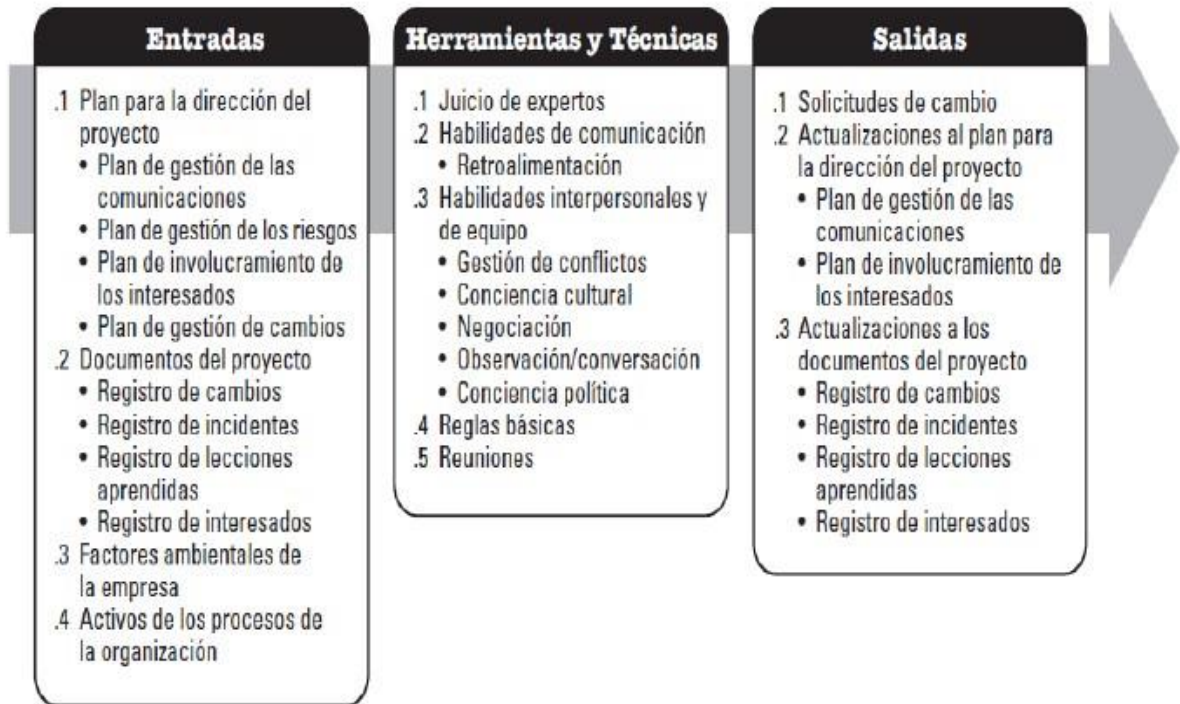 Entradas
.1 Plan para la dirección del
proyecto
• Plan de gestión de las
comunicaciones
• Plan de gestión de los riesgos
• Plan de involucramiento de
los interesados
• Plan de gestión de cambios
.2 Documentos del proyecto
• Registro de cambios
• Registro de incidentes
• Registro de lecciones
aprendidas
• Registro de interesados
.3 Factores ambientales de
la empresa
.4 Activos de los procesos de
la organización
Herramientas y Técnicas
.1 Juicio de expertos
.2 Habilidades de comunicación
• Retroalimentación
.3 Habilidades interpersonales y
de equipo
• Gestión de conflictos
• Conciencia cultural
• Negociación
• Observación/conversación
• Conciencia política
.4 Reglas básicas
.5 Reuniones
Salidas
.1 Solicitudes de cambio
.2 Actualizaciones al plan para
la dirección del proyecto
• Plan de gestión de las
comunicaciones
• Plan de involucramiento de
los interesados
.3 Actualizaciones a los
documentos del proyecto
• Registro de cambios
• Registro de incidentes
• Registro de lecciones
aprendidas
• Registro de interesados